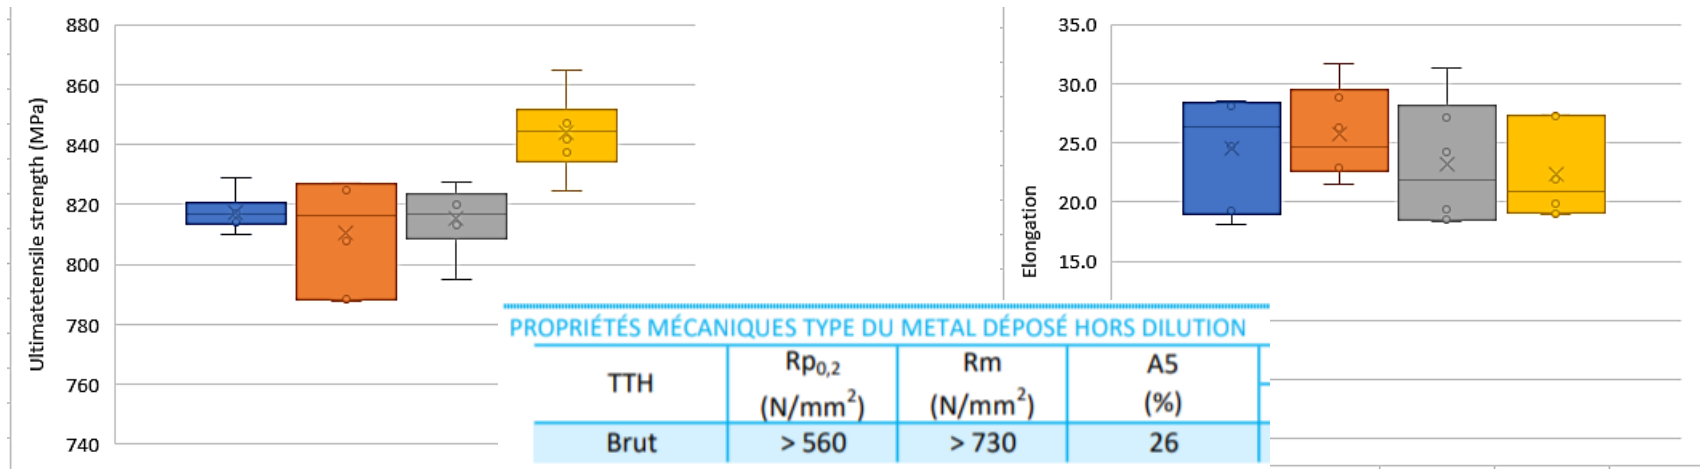 880
860
840
820
800
780
760
740
Ultimatetensile strength (MPa)
35.0
30.0
25.0
20.0
15.0
Elongation
PROPRIÉTÉS MÉCANIQUES TYPE DU METAL DÉPOSÉ HORS DILUTION
TTH Rp0,2 (N/mm²) Rm (N/mm²) A5 (%)
Brut > 560 > 730 26